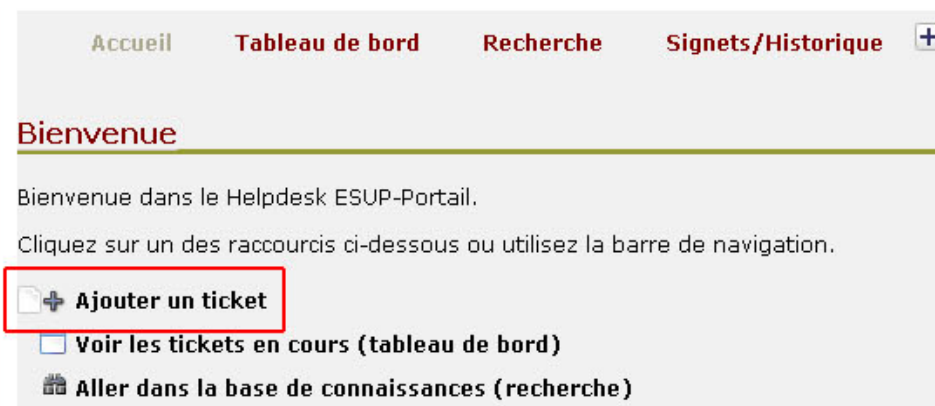 Accueil Tableau de bord Recherche Signets/Historique
Bienvenue
Bienvenue dans le Helpdesk ESUP-Portail.
Cliquez sur un des raccourcis ci-dessous ou utilisez la barre de navigation.
Ajouter un ticket
Voir les tickets en cours (tableau de bord)
Aller dans la base de connaissances (recherche)